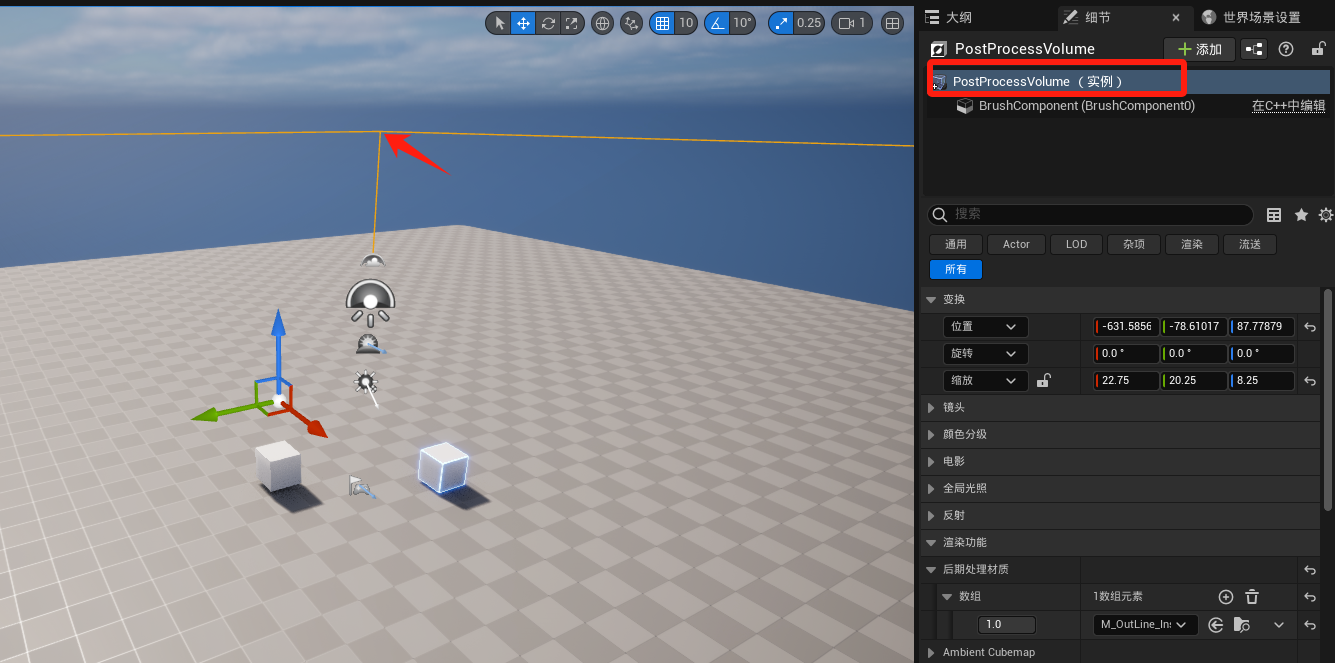 10
10°
0.25
1
大纲
细节
世界场景设置
PostProcessVolume
添加
PostProcessVolume （实例）
BrushComponent (BrushComponent0)
在C++中编辑
搜索
通用
Actor
LOD
杂项
渲染
流送
所有
变换
位置
-631.5856
-78.61017
87.77879
旋转
0.0 °
0.0 °
0.0 °
缩放
22.75
20.25
8.25
镜头
颜色分级
电影
全局光照
反射
渲染功能
后期处理材质
数组
1数组元素
1.0
M_OutLine_In
Ambient Cubemap